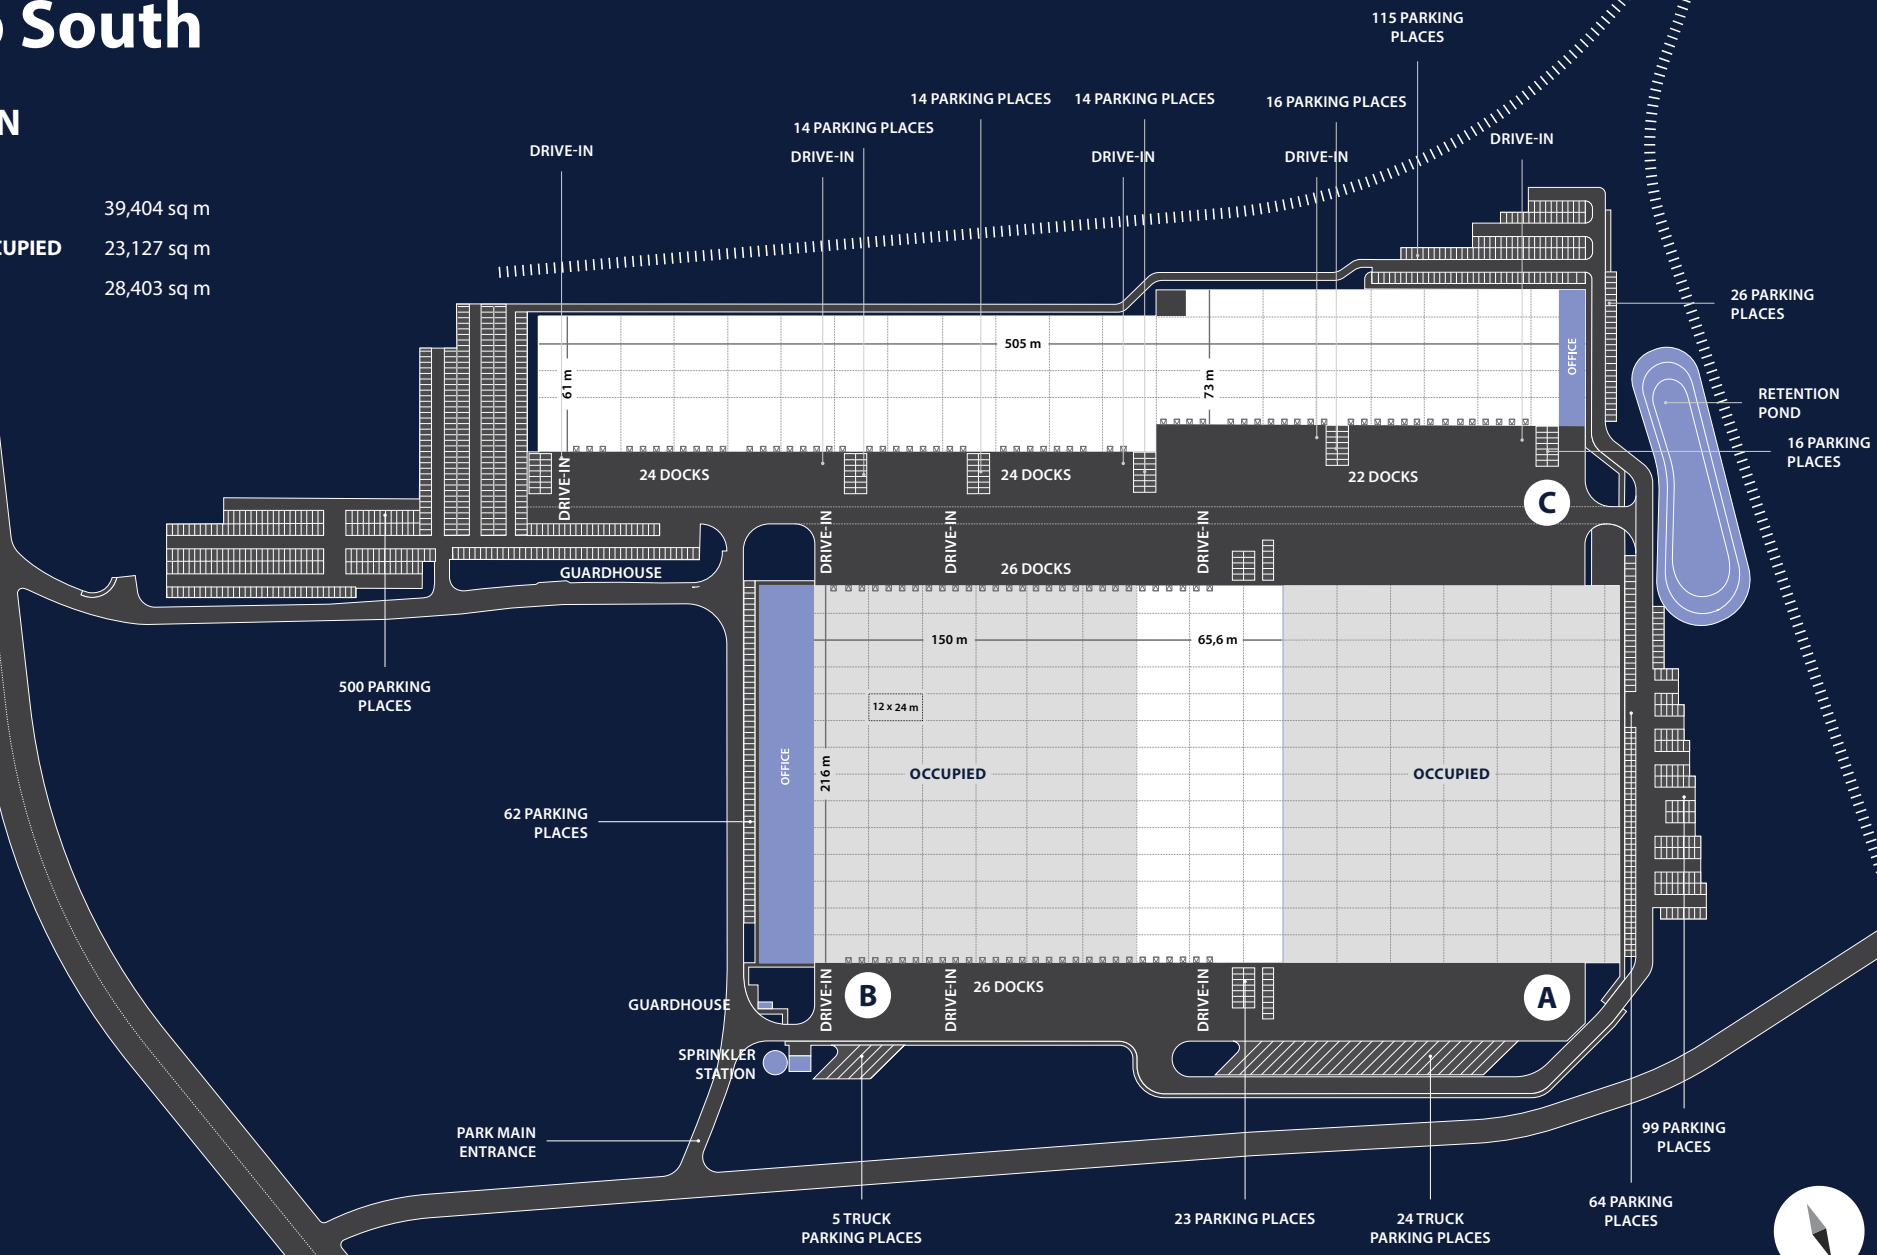 South
N
39,404 sq m
CUPIED 23,127 sq m
28,403 sq m
115 PARKING
PLACES
14 PARKING PLACES
14 PARKING PLACES
16 PARKING PLACES
14 PARKING PLACES
DRIVE-IN
DRIVE-IN
DRIVE-IN
DRIVE-IN
DRIVE-IN
26 PARKING
PLACES
505 m
61 m
73 m
OFFICE
RETENTION
POND
16 PARKING
PLACES
DRIVE-IN
24 DOCKS
24 DOCKS
22 DOCKS
C
DRIVE-IN
DRIVE-IN
DRIVE-IN
26 DOCKS
GUARDHOUSE
150 m
65,6 m
500 PARKING
PLACES
12 x 24 m
OFFICE
216 m
OCCUPIED
OCCUPIED
62 PARKING
PLACES
DRIVE-IN
B
DRIVE-IN
26 DOCKS
DRIVE-IN
A
GUARDHOUSE
SPRINKLER
STATION
PARK MAIN
ENTRANCE
99 PARKING
PLACES
64 PARKING
PLACES
5 TRUCK
PARKING PLACES
23 PARKING PLACES
24 TRUCK
PARKING PLACES